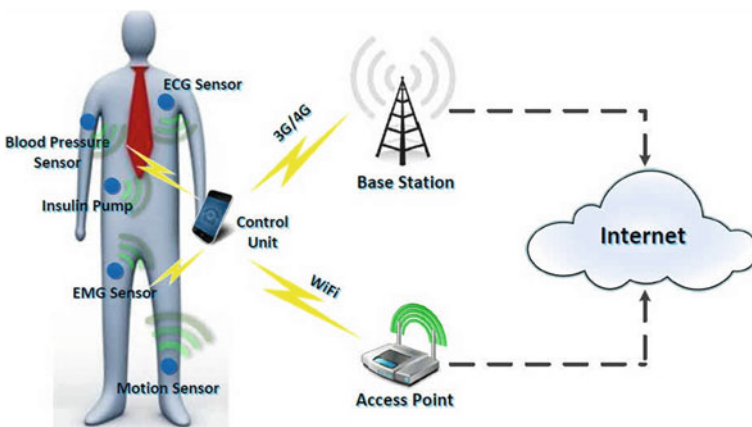 ECG Sensor
Blood Pressure
Sensor
Insulin Pump
EMG Sensor
Motion Sensor
Control
Unit
3G/4G
Base Station
WiFi
Access Point
Internet